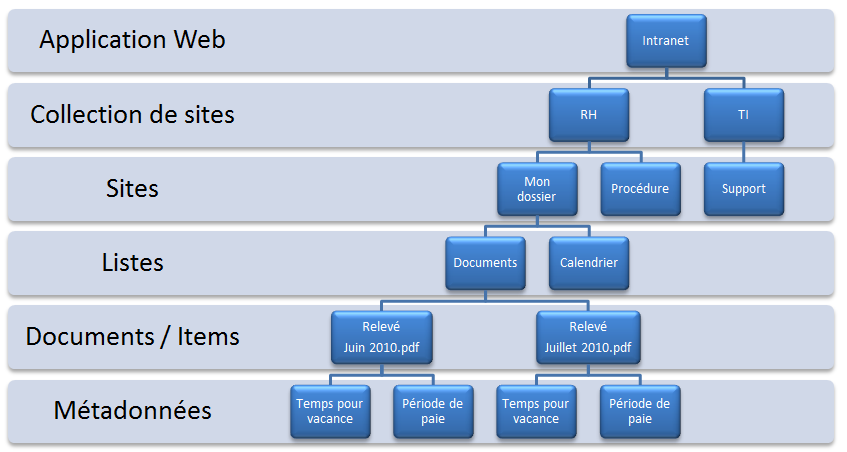 Application Web
Intranet
Collection de sites
RH
TI
Sites
Mon
dossier
Procédure
Support
Listes
Documents
Calendrier
Documents / Items
Relevé
Juin 2010.pdf
Relevé
Juillet 2010.pdf
Métadonnées
Temps pour
vacance
Période de
paie
Temps pour
vacance
Période de
paie